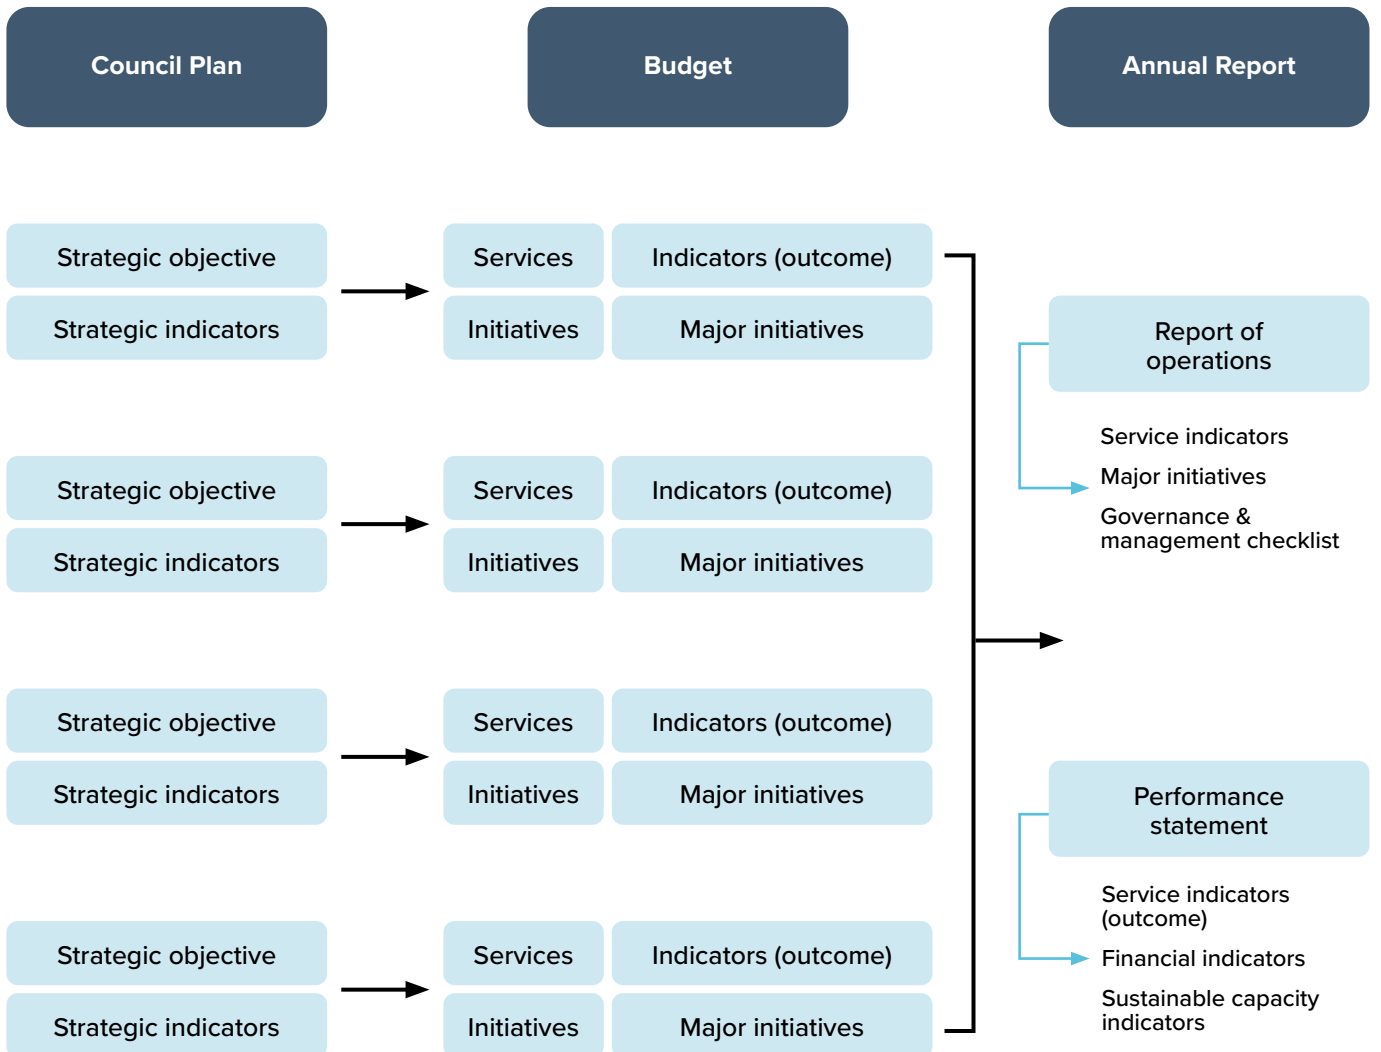 Council Plan
Budget
Annual Report
Strategic objective
Services
Indicators (outcome)
Strategic indicators
Initiatives
Major initiatives
Report of
operations
Service indicators
Major initiatives
Governance &
management checklist
Strategic objective
Services
Indicators (outcome)
Strategic indicators
Initiatives
Major initiatives
Strategic objective
Services
Indicators (outcome)
Strategic indicators
Initiatives
Major initiatives
Performance
statement
Service indicators
(outcome)
Financial indicators
Sustainable capacity
indicators
Strategic objective
Services
Indicators (outcome)
Strategic indicators
Initiatives
Major initiatives